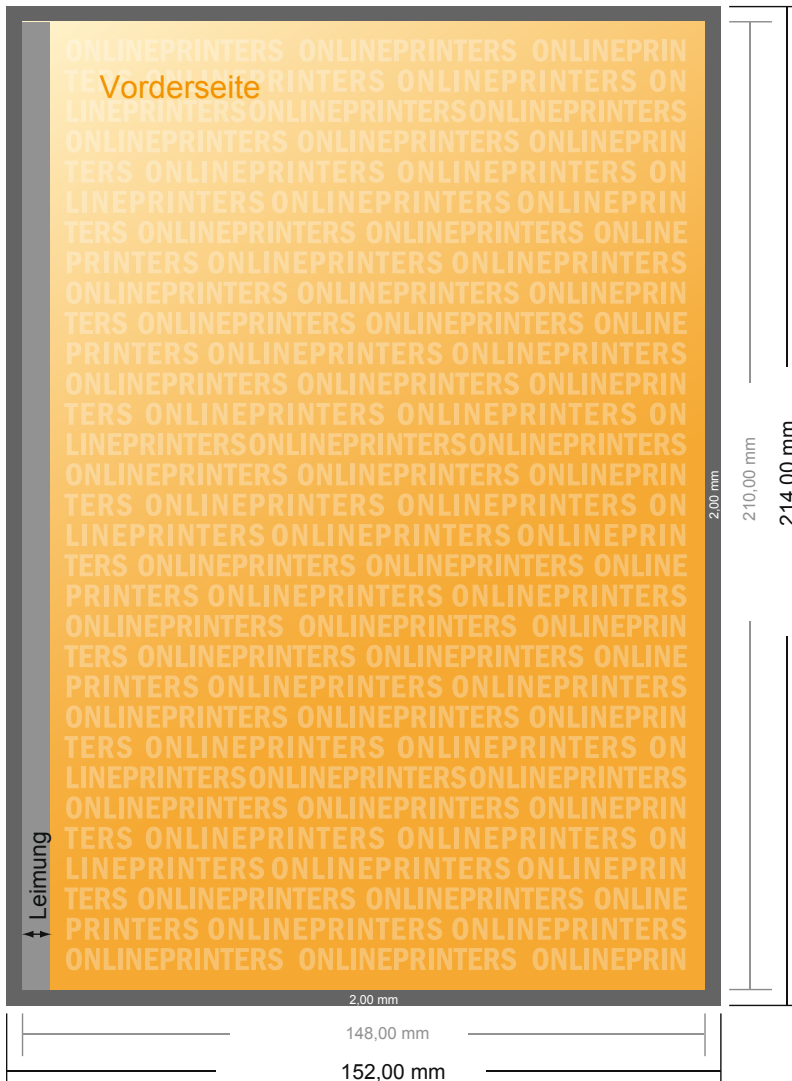 ONLINEPRINTERS ONLINEPRINTERS ONLINEPRIN
TERS ONLINEPRINTERS ONLINEPRINTERS ON
Vorderseite
LINEPRINTERSONLINEPRINTERSONLINEPRINTERS
ONLINEPRINTERS ONLINEPRINTERS ONLINEPRIN
TERS ONLINEPRINTERS ONLINEPRINTERS ON
LINEPRINTERS ONLINEPRINTERS ONLINEPRIN
TERS ONLINEPRINTERS ONLINEPRINTERS ONLINE
PRINTERS ONLINEPRINTERS ONLINEPRINTERS
ONLINEPRINTERS ONLINEPRINTERS ONLINEPRIN
TERS ONLINEPRINTERS ONLINEPRINTERS ONLINE
PRINTERS ONLINEPRINTERS ONLINEPRINTERS
ONLINEPRINTERS ONLINEPRINTERS ONLINEPRIN
TERS ONLINEPRINTERS ONLINEPRINTERS ON
LINEPRINTERSONLINEPRINTERSONLINEPRINTERS
ONLINEPRINTERS ONLINEPRINTERS ONLINEPRIN
TERS ONLINEPRINTERS ONLINEPRINTERS ON
LINEPRINTERS ONLINEPRINTERS ONLINEPRIN
TERS ONLINEPRINTERS ONLINEPRINTERS ONLINE
PRINTERS ONLINEPRINTERS ONLINEPRINTERS
ONLINEPRINTERS ONLINEPRINTERS ONLINEPRIN
TERS ONLINEPRINTERS ONLINEPRINTERS ONLINE
PRINTERS ONLINEPRINTERS ONLINEPRINTERS
ONLINEPRINTERS ONLINEPRINTERS ONLINEPRIN
TERS ONLINEPRINTERS ONLINEPRINTERS ON
LINEPRINTERSONLINEPRINTERSONLINEPRINTERS
ONLINEPRINTERS ONLINEPRINTERS ONLINEPRIN
TERS ONLINEPRINTERS ONLINEPRINTERS ON
LINEPRINTERS ONLINEPRINTERS ONLINEPRIN
TERS ONLINEPRINTERS ONLINEPRINTERS ONLINE
PRINTERS ONLINEPRINTERS ONLINEPRINTERS
ONLINEPRINTERS ONLINEPRINTERS ONLINEPRIN
Leimung
2,00 mm
210,00 mm
214,00 mm
2,00 mm
148,00 mm
152,00 mm